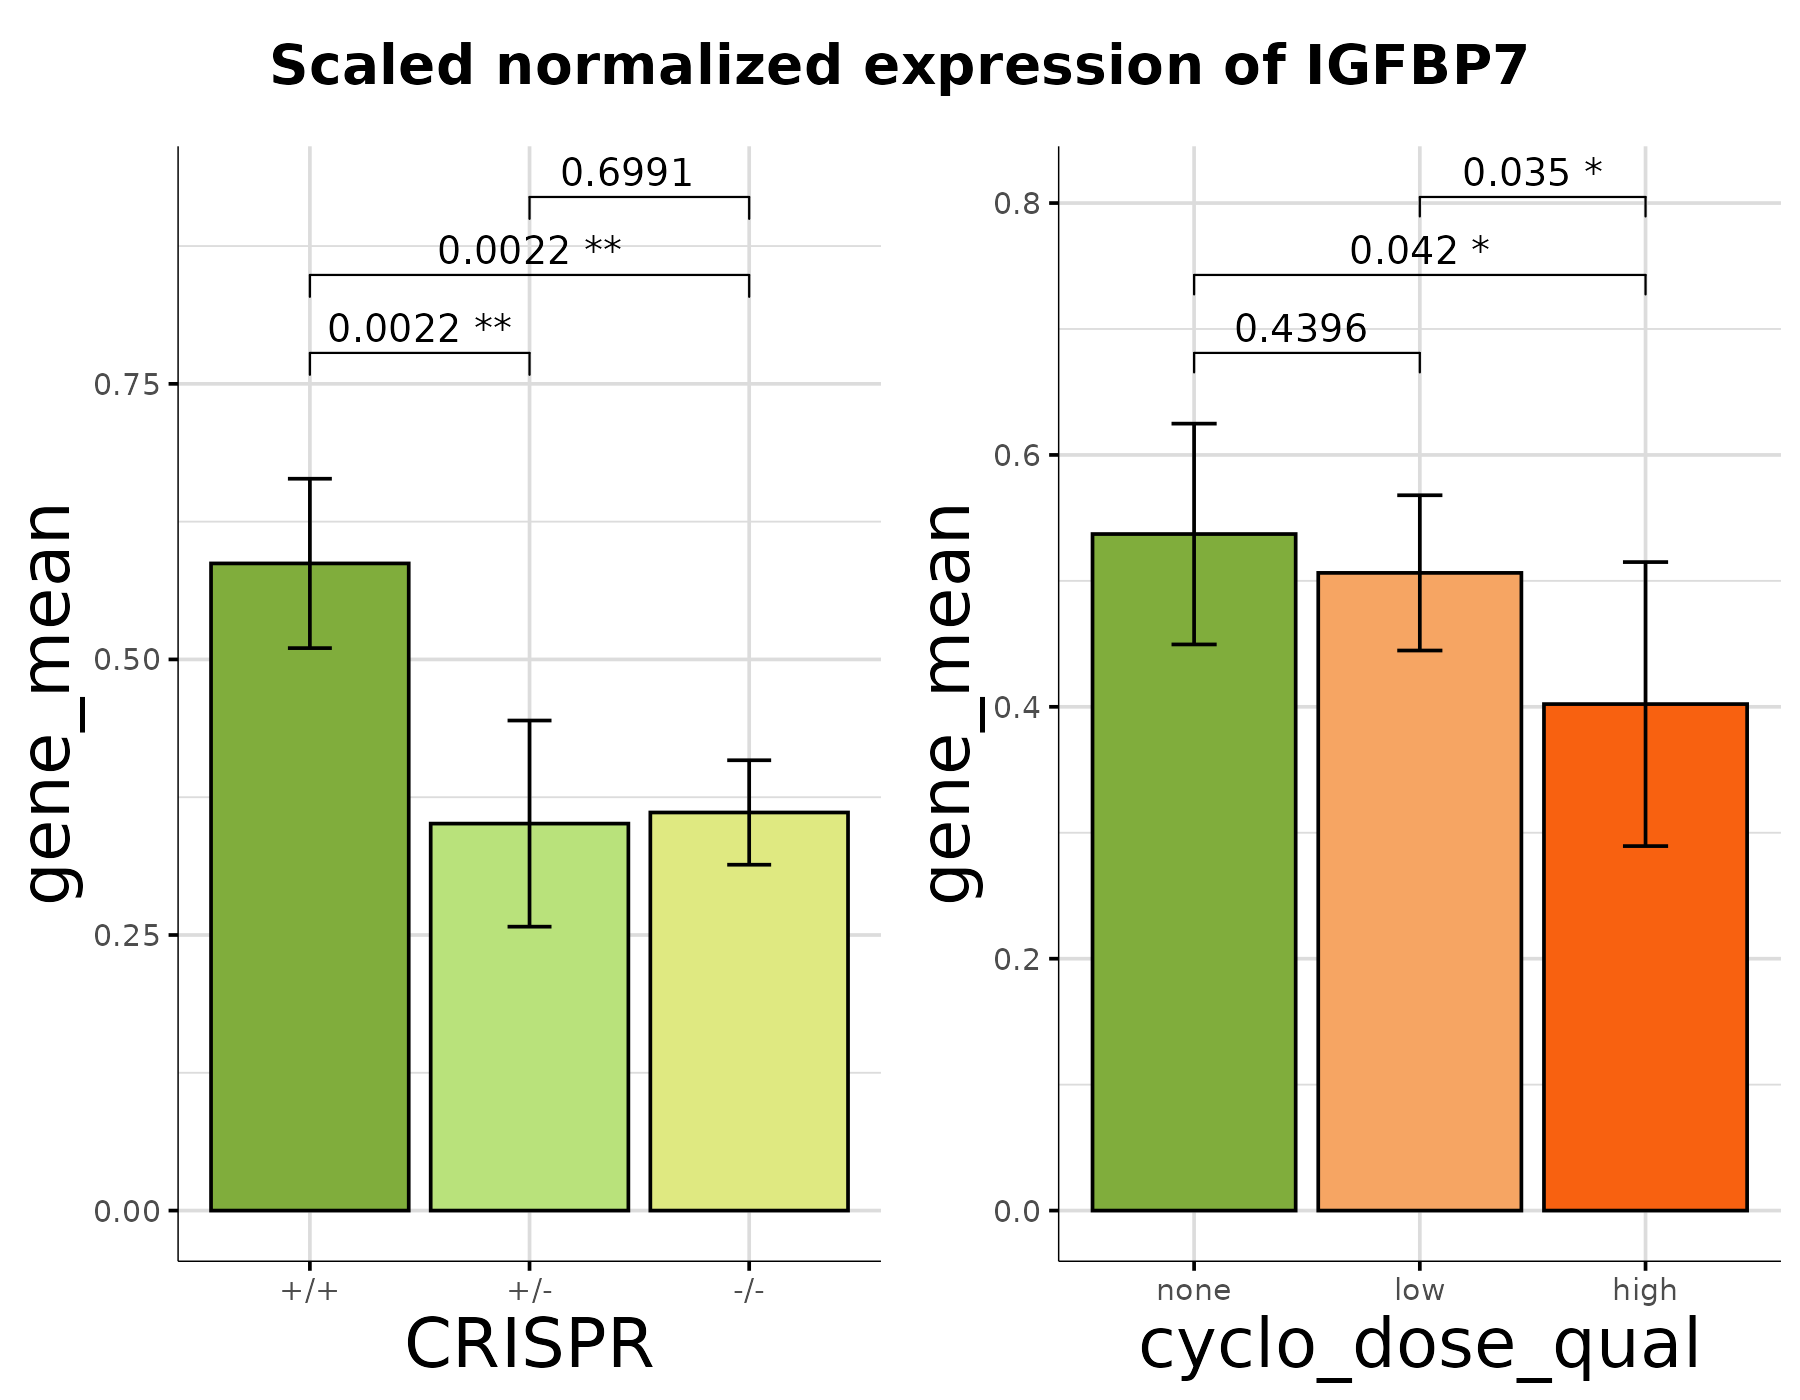 Scaled normalized expression of IGFBP7
gene_mean
0.75
0.50
0.25
0.00
0.6991
0.0022 **
0.0022 **
+/+ +/- -/-
CRISPR
gene_mean
0.8
0.6
0.4
0.2
0.0
0.035 *
0.042 *
0.4396
none low high
cyclo_dose_qual